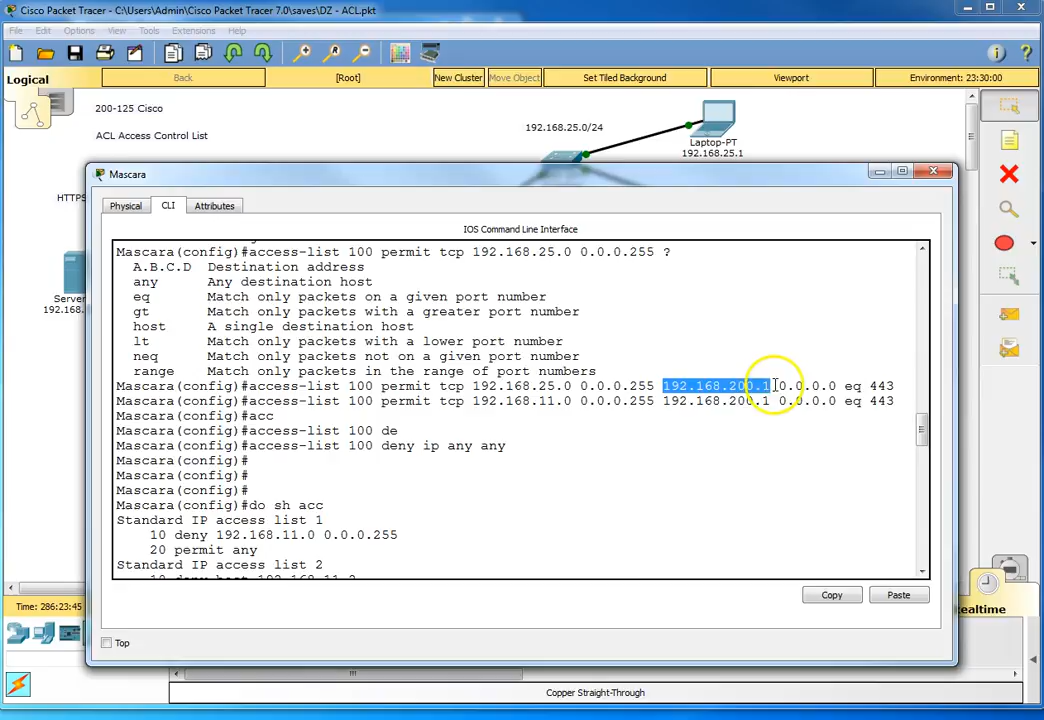 Cisco Packet Tracer - C:\Users\Admin\Cisco Packet Tracer 7.0\saves\DZ - ACL.pkt
File Edit Options View Tools Extensions Help
Logical Back [Root] New Cluster Move Object Set Tiled Background Viewport Environment: 23:30:00
200-125 Cisco
ACL Access Control List
192.168.25.0/24
Laptop-PT
192.168.25.1
HTTPS
Server
192.168.
Mascara
Physical CLI Attributes
IOS Command Line Interface
Mascara(config)#access-list 100 permit tcp 192.168.25.0 0.0.0.255 ?
A.B.C.D Destination address
any Any destination host
eq Match only packets on a given port number
gt Match only packets with a greater port number
host A single destination host
lt Match only packets with a lower port number
neq Match only packets not on a given port number
range Match only packets in the range of port numbers
Mascara(config)#access-list 100 permit tcp 192.168.25.0 0.0.0.255 192.168.200.1 0.0.0.0 eq 443
Mascara(config)#access-list 100 permit tcp 192.168.11.0 0.0.0.255 192.168.200.1 0.0.0.0 eq 443
Mascara(config)#acc
Mascara(config)#access-list 100 de
Mascara(config)#access-list 100 deny ip any any
Mascara(config)#
Mascara(config)#
Mascara(config)#
Mascara(config)#do sh acc
Standard IP access list 1
10 deny 192.168.11.0 0.0.0.255
20 permit any
Standard IP access list 2
10 deny host 192.168.11.2
Copy Paste
Top
Time: 286:23:45
ealtime
Copper Straight-Through